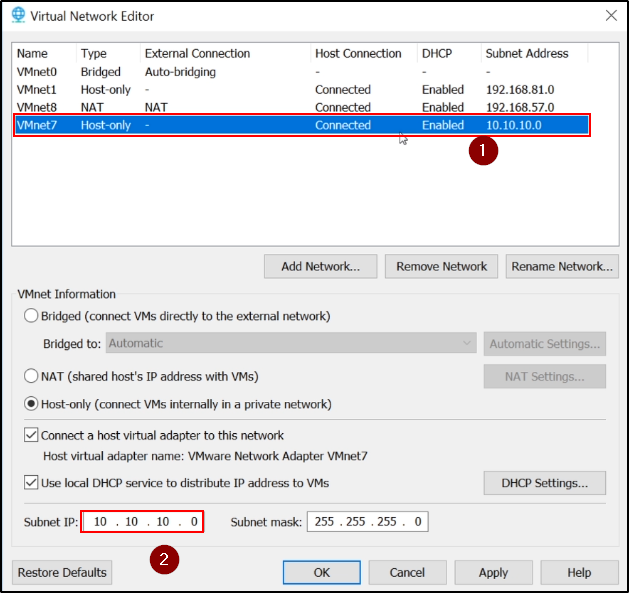 Virtual Network Editor
Name Type External Connection Host Connection DHCP Subnet Address
VMnet0 Bridged Auto-bridging - - -
VMnet1 Host-only - Connected Enabled 192.168.81.0
VMnet8 NAT NAT Connected Enabled 192.168.57.0
VMnet7 Host-only - Connected Enabled 10.10.10.0
1
Add Network... Remove Network Rename Network...
VMnet Information
Bridged (connect VMs directly to the external network)
Bridged to: Automatic Automatic Settings...
NAT (shared host's IP address with VMs) NAT Settings...
Host-only (connect VMs internally in a private network)
Connect a host virtual adapter to this network
Host virtual adapter name: VMware Network Adapter VMnet7
Use local DHCP service to distribute IP address to VMs DHCP Settings...
Subnet IP: 10 . 10 . 10 . 0 Subnet mask: 255 . 255 . 255 . 0
2
Restore Defaults OK Cancel Apply Help